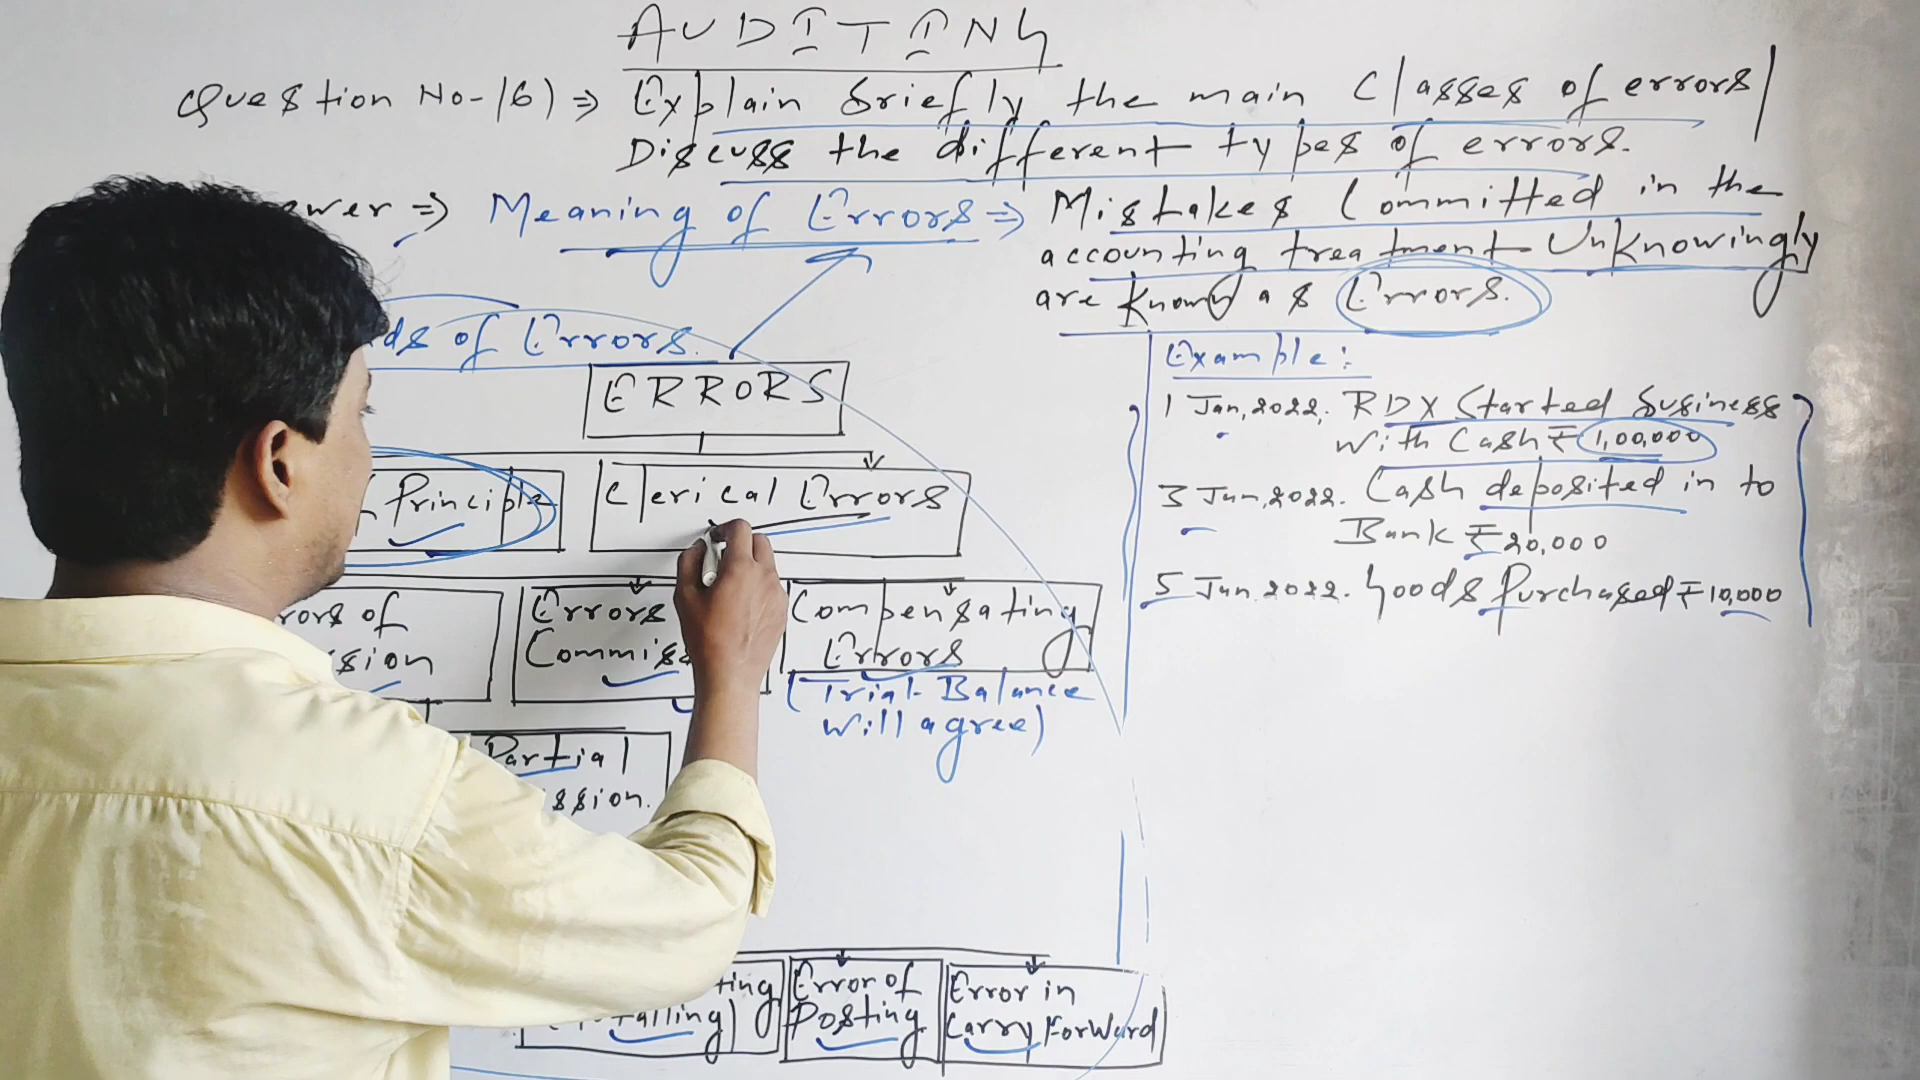 AUDITING
Question No-16) ⇒ Explain briefly the main Classes of errors/
Discuss the different types of errors.
⇒ Meaning of Errors ⇒ Mistakes Committed in the
accounting treatment Unknowingly
are known as Errors.
of Errors.
ERRORS
Principle
Clerical Errors
Errors
Commis
Compensating
Errors
(Trial Balance
will agree)
of
Partial
Error of
Posting
Error in
Carry Forward
Example:
1 Jan, 2022. RDX Started business
with Cash ₹ 1,00,000
3 Jan, 2022. Cash deposited in to
Bank ₹ 20,000
5 Jan 2022. Goods Purchased ₹ 10,000